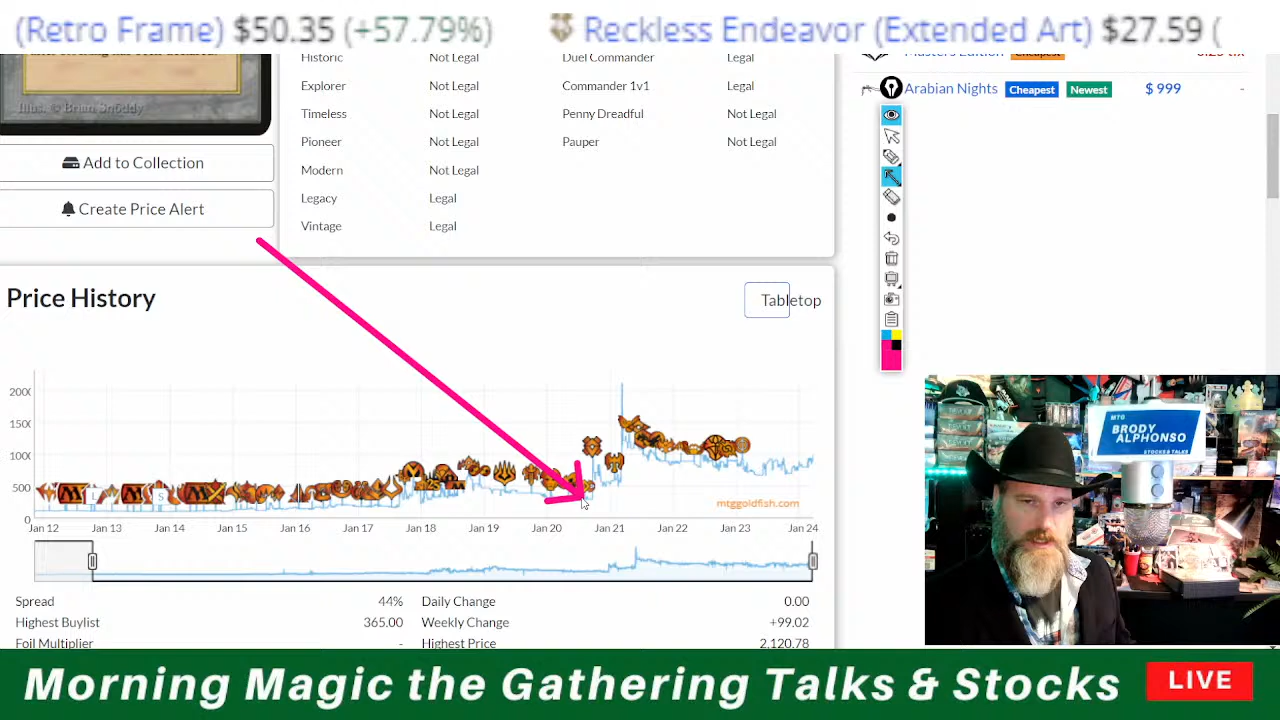 (Retro Frame) $50.35 (+57.79%) Reckless Endeavor (Extended Art) $27.59 (
Historic Not Legal Duel Commander Legal
Explorer Not Legal Commander 1v1 Legal
Timeless Not Legal Penny Dreadful Not Legal
Pioneer Not Legal Pauper Not Legal
Modern Not Legal
Legacy Legal
Vintage Legal
Masters Edition Cheapest
Arabian Nights Cheapest Newest $ 999 -
Illus. © Brian Snõddy
Add to Collection
Create Price Alert
Price History
Tabletop
500
0
mtggoldfish.com
Jan 12 Jan 13 Jan 14 Jan 15 Jan 16 Jan 17 Jan 18 Jan 19 Jan 20 Jan 21 Jan 22 Jan 23 Jan 24
Spread 44% Daily Change 0.00
Highest Buylist 365.00 Weekly Change +99.02
Foil Multiplier - Highest Price 2,120.78
MTG
BRODY
ALPHONSO
STOCKS & TALKS
Morning Magic the Gathering Talks & Stocks
LIVE